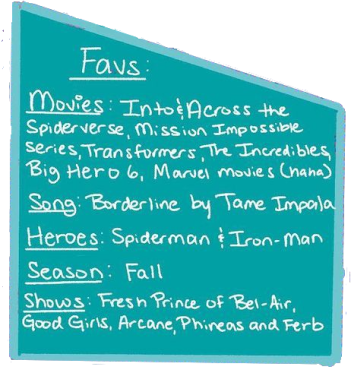 Favs:
Movies: Into & Across the
Spiderverse, Mission Impossible
series, Transformers, The Incredibles,
Big Hero 6, Marvel movies (haha)
Song: Borderline by Tame Impala
Heroes: Spiderman & Iron-Man
Season: Fall
Shows: Fresh Prince of Bel-Air,
Good Girls, Arcane, Phineas and Ferb